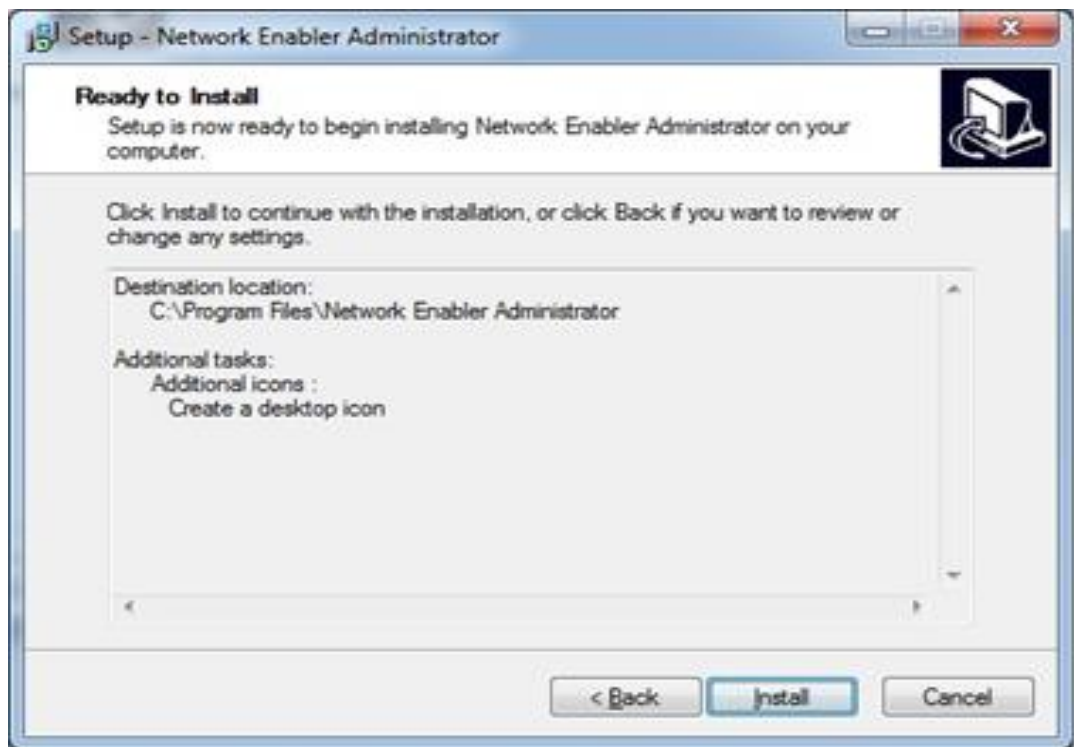 Setup - Network Enabler Administrator
Ready to Install
Setup is now ready to begin installing Network Enabler Administrator on your
computer.
Click Install to continue with the installation, or click Back if you want to review or
change any settings.
Destination location:
C:\Program Files\Network Enabler Administrator
Additional tasks:
Additional icons :
Create a desktop icon
< Back
Install
Cancel